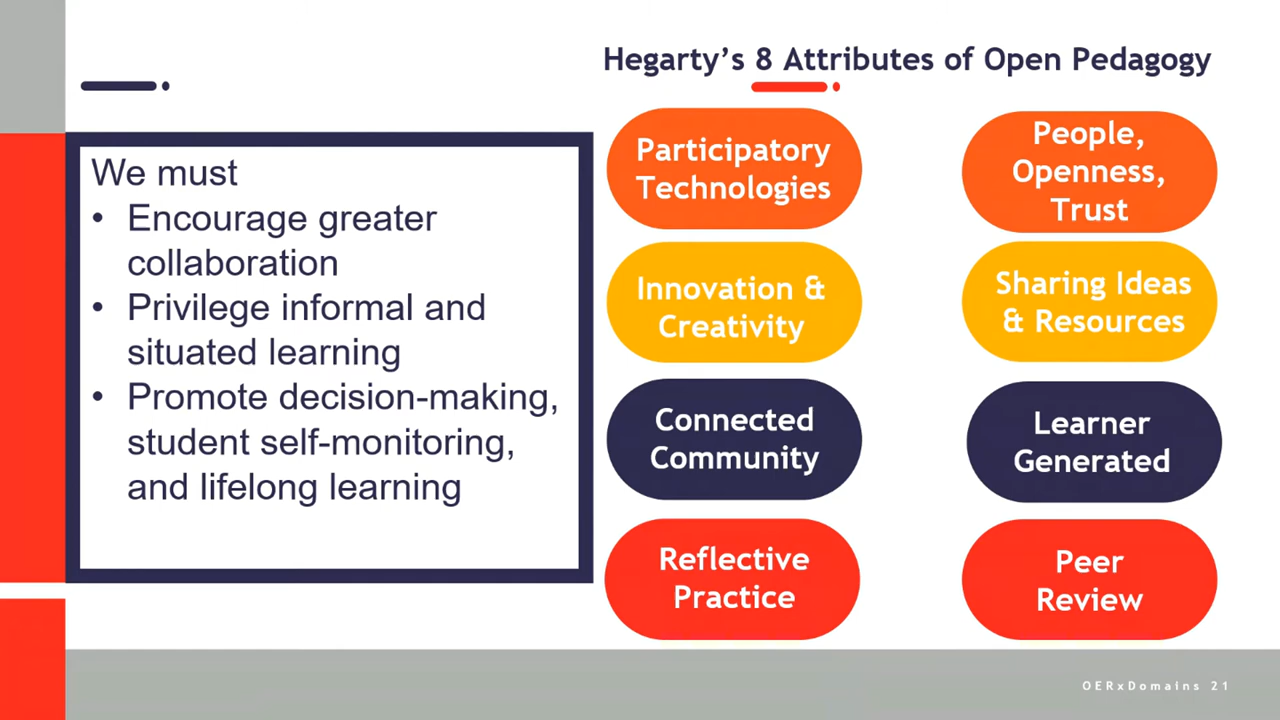 Hegarty's 8 Attributes of Open Pedagogy
We must
• Encourage greater
collaboration
• Privilege informal and
situated learning
• Promote decision-making,
student self-monitoring,
and lifelong learning
Participatory
Technologies
People,
Openness,
Trust
Innovation &
Creativity
Sharing Ideas
& Resources
Connected
Community
Learner
Generated
Reflective
Practice
Peer
Review
OERxDomains 21